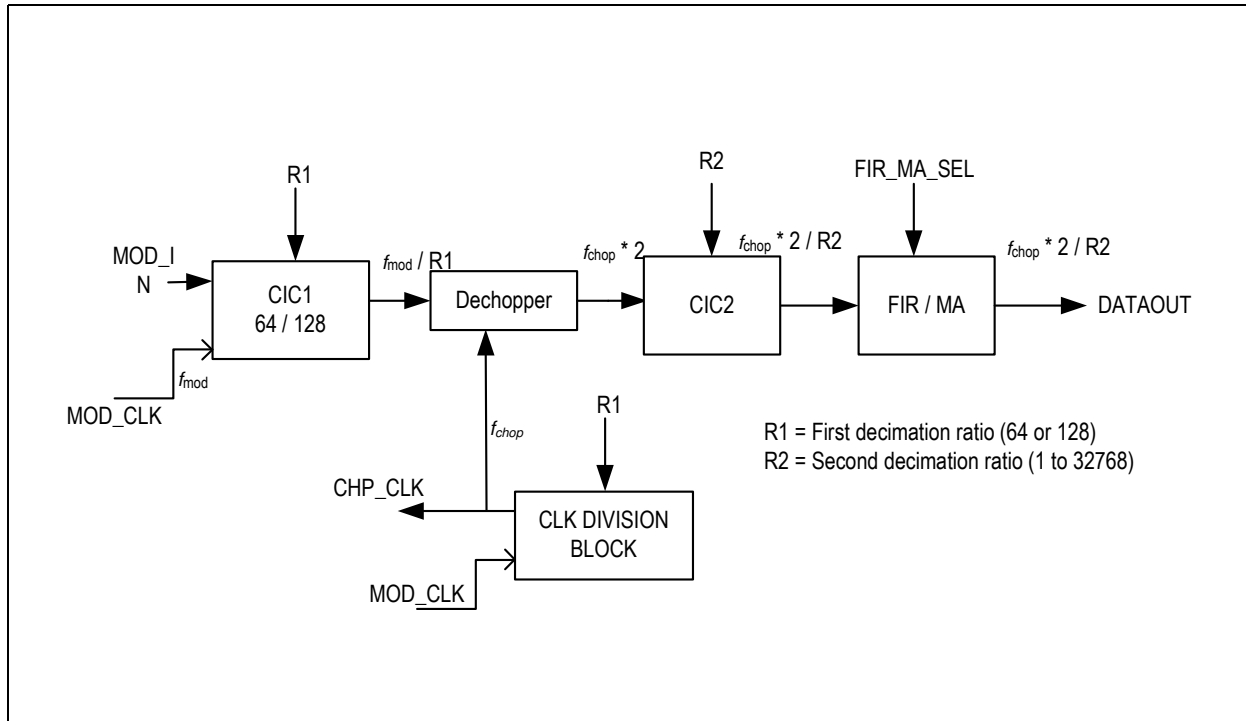 R1
R2
FIR_MA_SEL
MOD_I
N
fmod / R1
fchop * 2
fchop * 2 / R2
fchop * 2 / R2
CIC1
64 / 128
Dechopper
CIC2
FIR / MA
DATAOUT
fmod
MOD_CLK
fchop
R1
R1 = First decimation ratio (64 or 128)
R2 = Second decimation ratio (1 to 32768)
CHP_CLK
CLK DIVISION
BLOCK
MOD_CLK